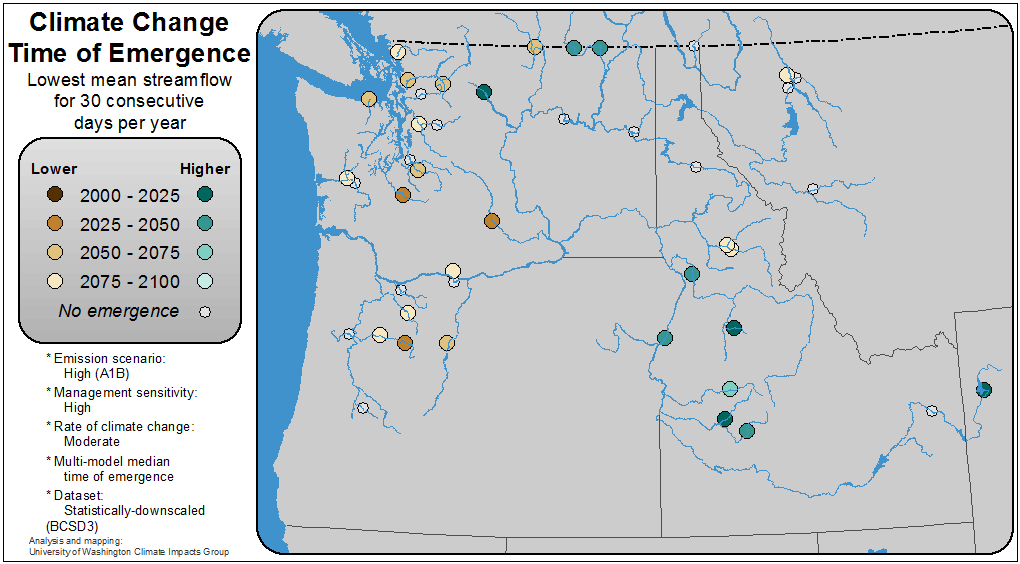 Climate Change
Time of Emergence
Lowest mean streamflow
for 30 consecutive
days per year
Lower Higher
2000 - 2025
2025 - 2050
2050 - 2075
2075 - 2100
No emergence
* Emission scenario:
High (A1B)
* Management sensitivity:
High
* Rate of climate change:
Moderate
* Multi-model median
time of emergence
* Dataset:
Statistically-downscaled
(BCSD3)
Analysis and mapping:
University of Washington Climate Impacts Group